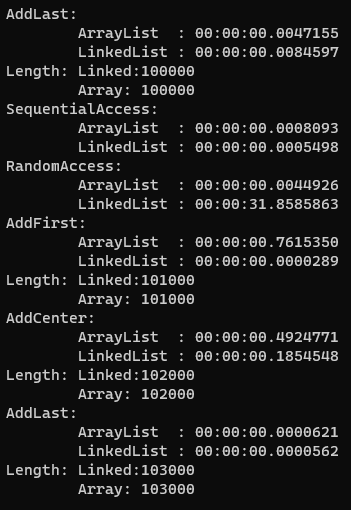 AddLast:
        ArrayList  : 00:00:00.0047155
        LinkedList : 00:00:00.0084597
Length: Linked:100000
        Array: 100000
SequentialAccess:
        ArrayList  : 00:00:00.0008093
        LinkedList : 00:00:00.0005498
RandomAccess:
        ArrayList  : 00:00:00.0044926
        LinkedList : 00:00:31.8585863
AddFirst:
        ArrayList  : 00:00:00.7615350
        LinkedList : 00:00:00.0000289
Length: Linked:101000
        Array: 101000
AddCenter:
        ArrayList  : 00:00:00.4924771
        LinkedList : 00:00:00.1854548
Length: Linked:102000
        Array: 102000
AddLast:
        ArrayList  : 00:00:00.0000621
        LinkedList : 00:00:00.0000562
Length: Linked:103000
        Array: 103000